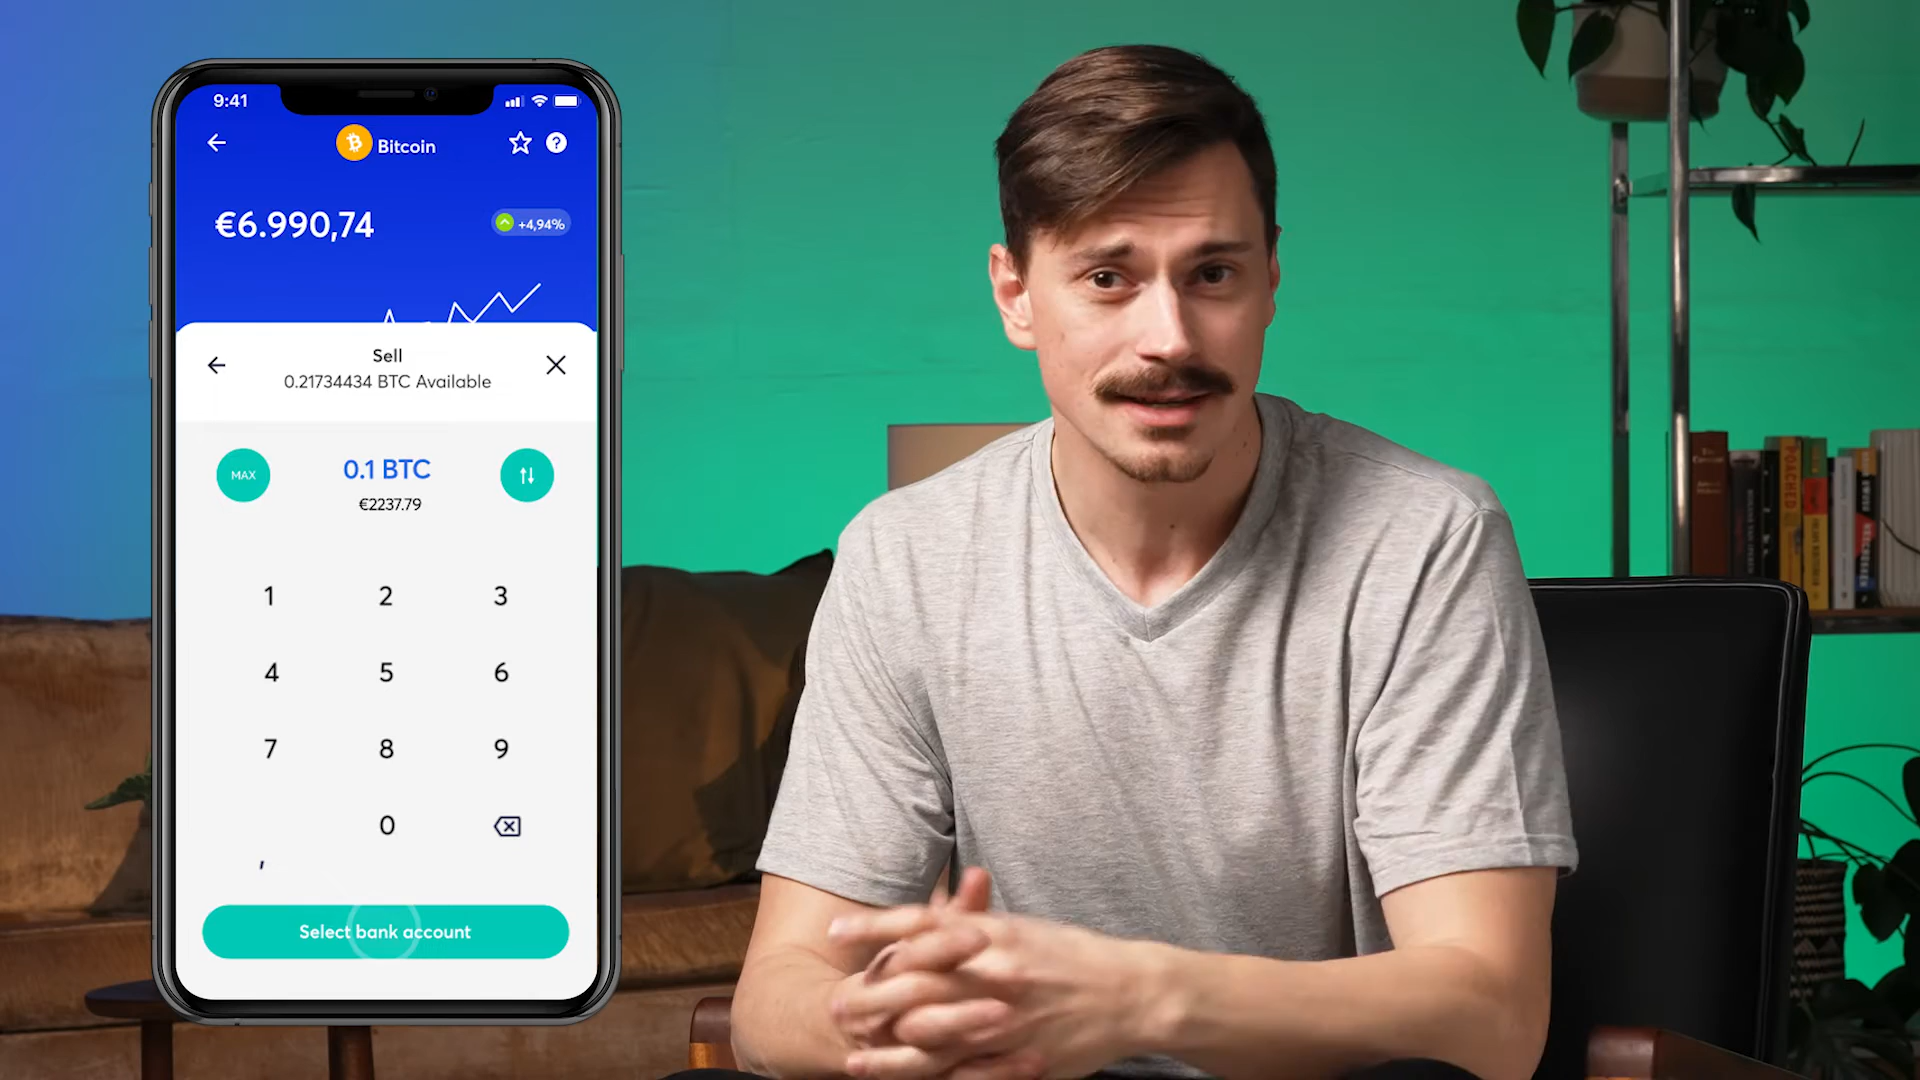 9:41
Bitcoin
€6.990,74
+4,94%
Sell
0.21734434 BTC Available
MAX
0.1 BTC
€2237.79
1 2 3
4 5 6
7 8 9
0
,
Select bank account
POACHED